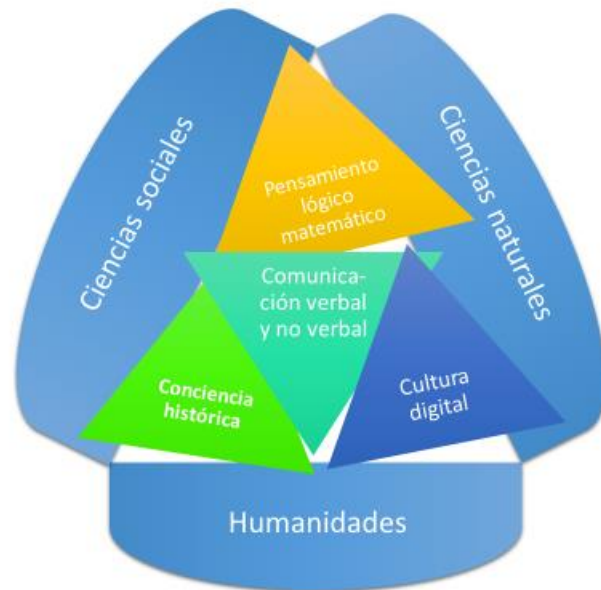 Ciencias sociales
Ciencias naturales
Pensamiento
lógico
matemático
Comunica-
ción verbal
y no verbal
Conciencia
histórica
Cultura
digital
Humanidades